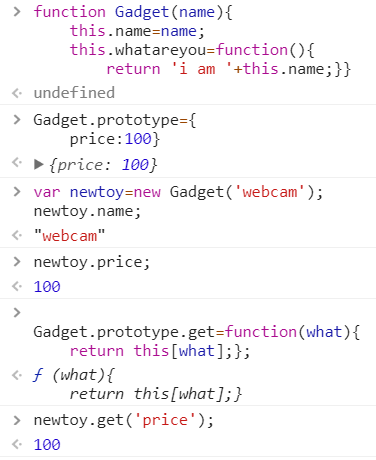 > function Gadget(name){
this.name=name;
this.whatareyou=function(){
return 'i am '+this.name;}}
< undefined
> Gadget.prototype={
price:100}
< ▶{price: 100}
> var newtoy=new Gadget('webcam');
newtoy.name;
< "webcam"
> newtoy.price;
< 100
>
Gadget.prototype.get=function(what){
return this[what];};
< ƒ (what){
return this[what];}
> newtoy.get('price');
< 100